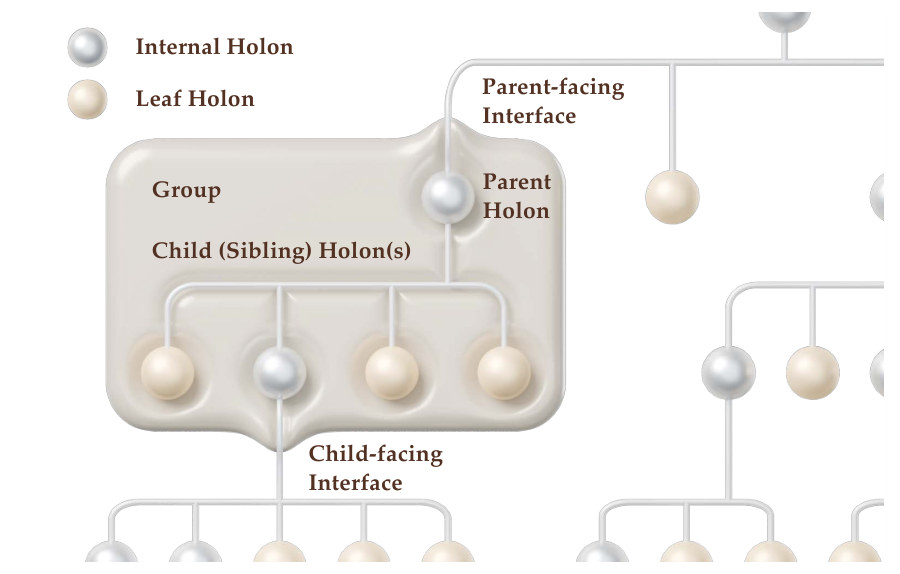 Internal Holon
Leaf Holon
Parent-facing
Interface
Group
Parent
Holon
Child (Sibling) Holon(s)
Child-facing
Interface